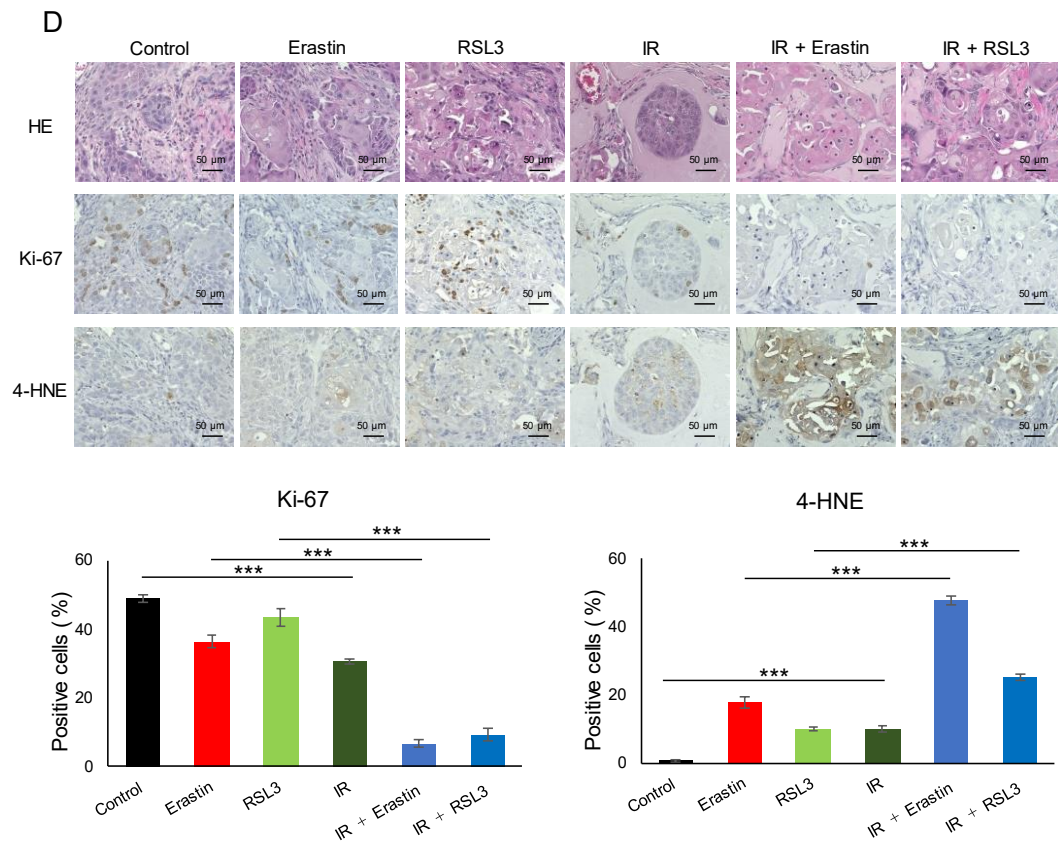 D
Control Erastin RSL3 IR IR + Erastin IR + RSL3
HE
50 µm 50 µm 50 µm 50 µm 50 µm 50 µm
Ki-67
50 µm 50 µm 50 µm 50 µm 50 µm 50 µm
4-HNE
50 µm 50 µm 50 µm 50 µm 50 µm 50 µm
Ki-67
***
***
***
Positive cells (%)
60
40
20
0
Control Erastin RSL3 IR IR + Erastin IR + RSL3
4-HNE
***
***
***
Positive cells (%)
60
40
20
0
Control Erastin RSL3 IR IR + Erastin IR + RSL3